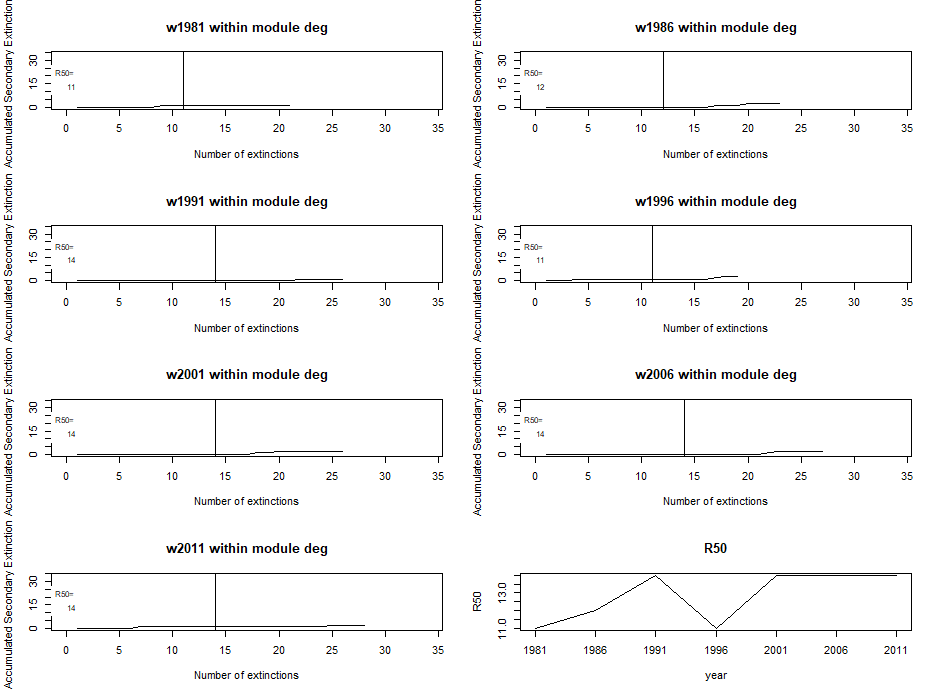 w1981 within module deg
Accumulated Secondary Extinction
30
15
0
R50=
11
0 5 10 15 20 25 30 35
Number of extinctions
w1986 within module deg
Accumulated Secondary Extinction
30
15
0
R50=
12
0 5 10 15 20 25 30 35
Number of extinctions
w1991 within module deg
Accumulated Secondary Extinction
30
15
0
R50=
14
0 5 10 15 20 25 30 35
Number of extinctions
w1996 within module deg
Accumulated Secondary Extinction
30
15
0
R50=
11
0 5 10 15 20 25 30 35
Number of extinctions
w2001 within module deg
Accumulated Secondary Extinction
30
15
0
R50=
14
0 5 10 15 20 25 30 35
Number of extinctions
w2006 within module deg
Accumulated Secondary Extinction
30
15
0
R50=
14
0 5 10 15 20 25 30 35
Number of extinctions
w2011 within module deg
Accumulated Secondary Extinction
30
15
0
R50=
14
0 5 10 15 20 25 30 35
Number of extinctions
R50
R50
13.0
11.0
1981 1986 1991 1996 2001 2006 2011
year